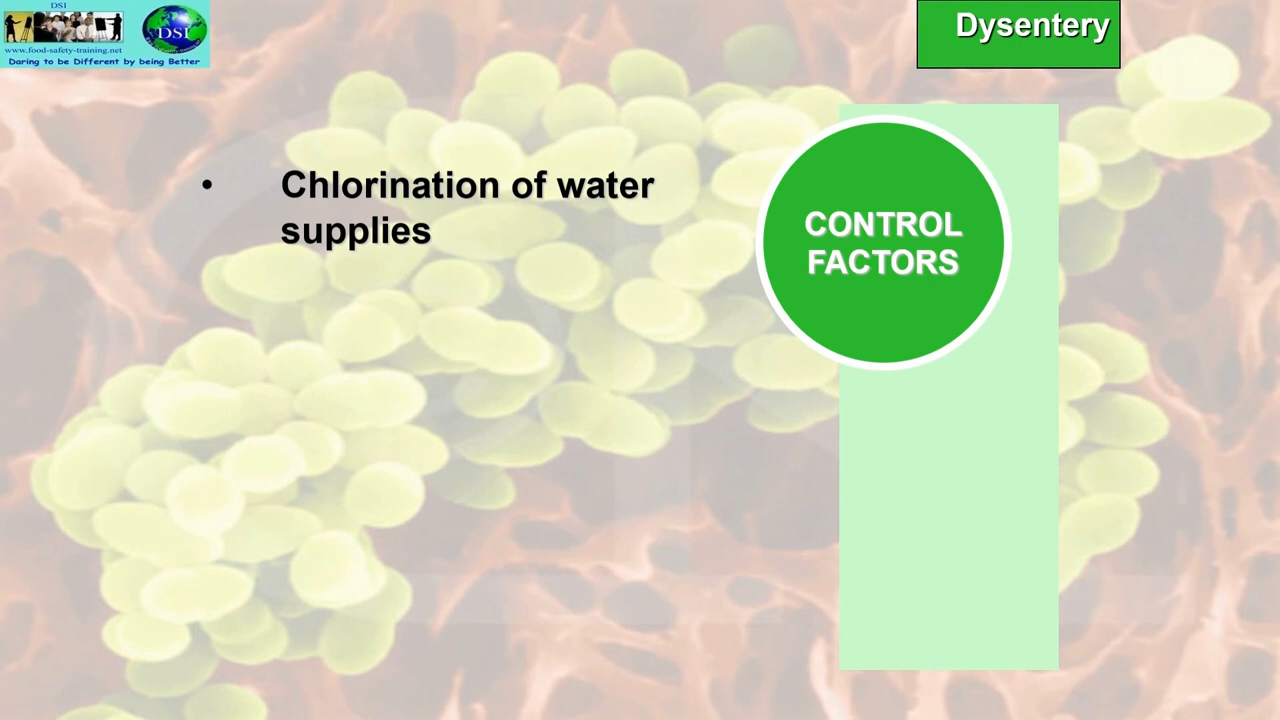 DSI
DSI
www.food-safety-training.net
Daring to be Different by being Better
Dysentery
• Chlorination of water
supplies
CONTROL
FACTORS